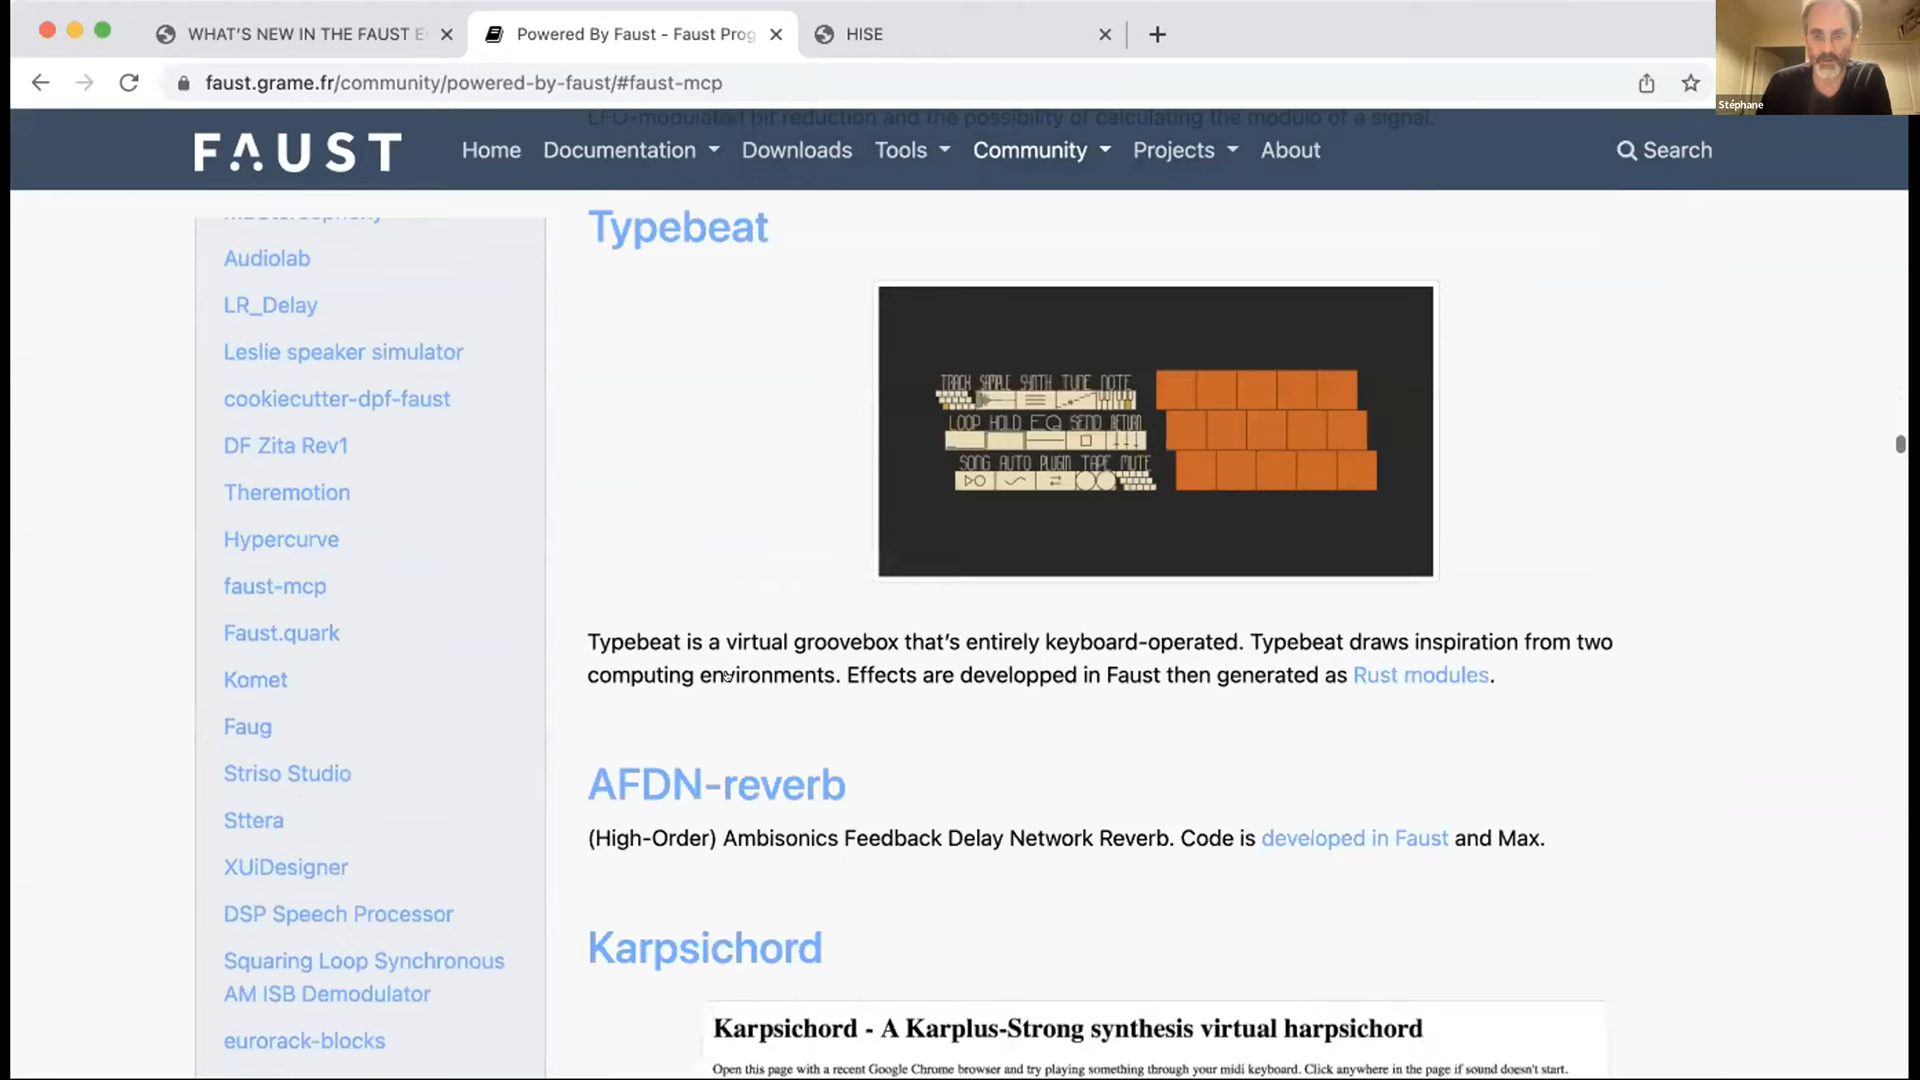 WHAT'S NEW IN THE FAUST E
Powered By Faust - Faust Prog
HISE
faust.grame.fr/community/powered-by-faust/#faust-mcp
Stéphane
LFO-modulated bit reduction and the possibility of calculating the modulo of a signal.
FAUST
Home
Documentation
Downloads
Tools
Community
Projects
About
Search
Audiolab
LR_Delay
Leslie speaker simulator
cookiecutter-dpf-faust
DF Zita Rev1
Theremotion
Hypercurve
faust-mcp
Faust.quark
Komet
Faug
Striso Studio
Sttera
XUiDesigner
DSP Speech Processor
Squaring Loop Synchronous
AM ISB Demodulator
eurorack-blocks
Typebeat
TRACK SAMPLE SYNTH TUNE NOTE
LOOP HOLD EQ SEND RETURN
SONG AUTO PLUGIN TAPE MUTE
Typebeat is a virtual groovebox that's entirely keyboard-operated. Typebeat draws inspiration from two
computing environments. Effects are developped in Faust then generated as Rust modules.
AFDN-reverb
(High-Order) Ambisonics Feedback Delay Network Reverb. Code is developed in Faust and Max.
Karpsichord
Karpsichord - A Karplus-Strong synthesis virtual harpsichord
Open this page with a recent Google Chrome browser and try playing something through your midi keyboard. Click anywhere in the page if sound doesn't start.